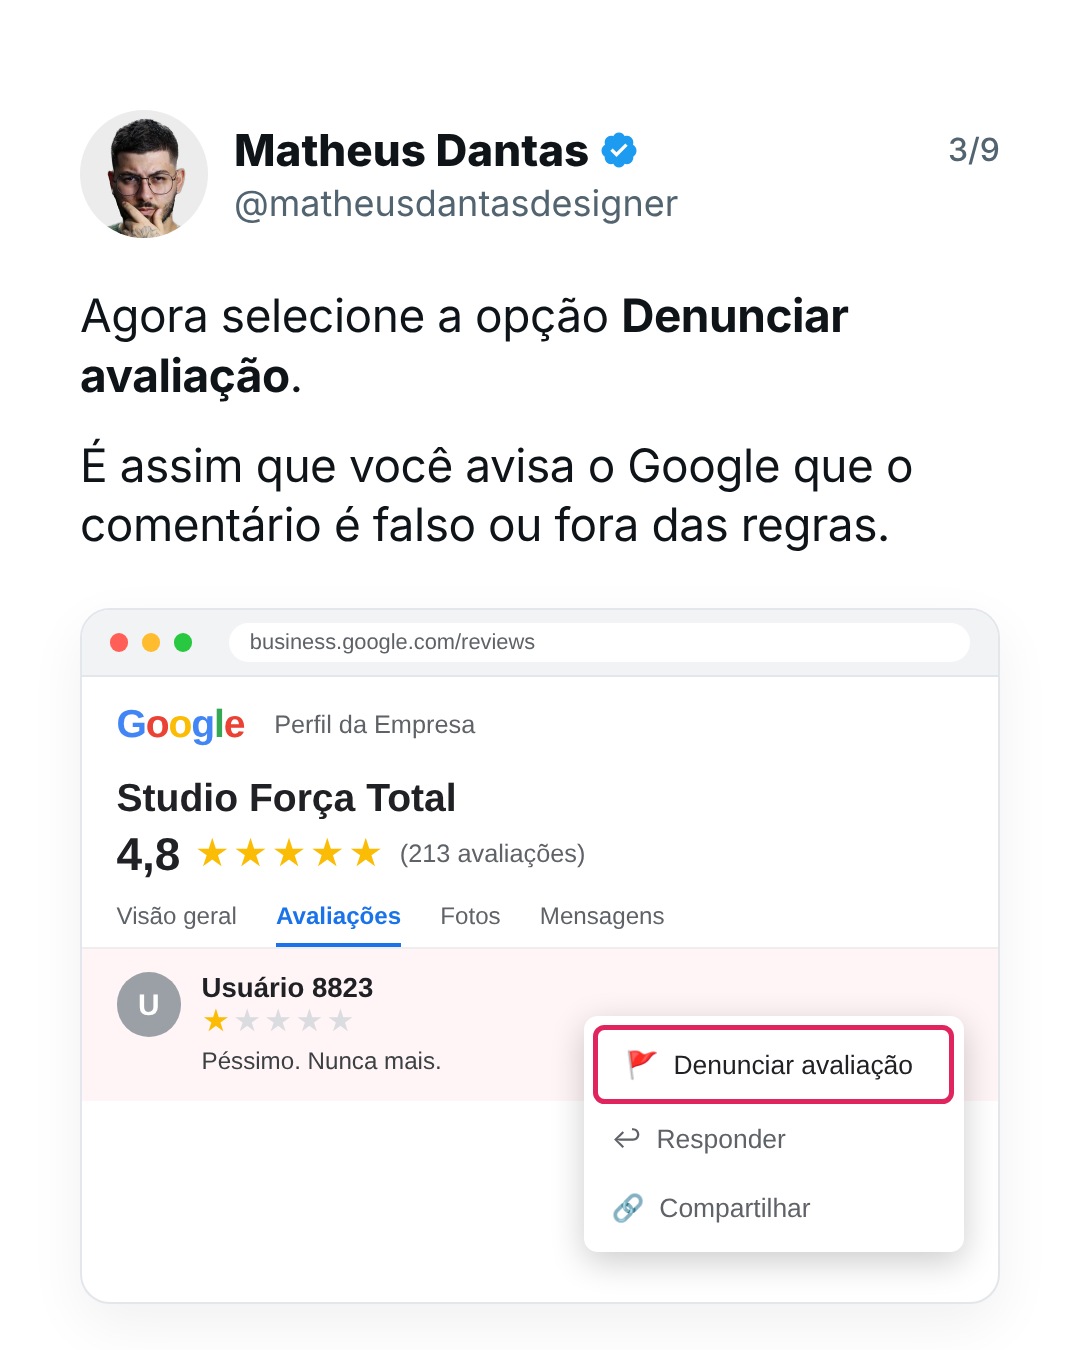 Matheus Dantas
3/9
@matheusdantasdesigner
Agora selecione a opção Denunciar
avaliação.
É assim que você avisa o Google que o
comentário é falso ou fora das regras.
business.google.com/reviews
Google Perfil da Empresa
Studio Força Total
4,8 ★★★★★ (213 avaliações)
Visão geral Avaliações Fotos Mensagens
U
Usuário 8823
Péssimo. Nunca mais.
Denunciar avaliação
Responder
Compartilhar